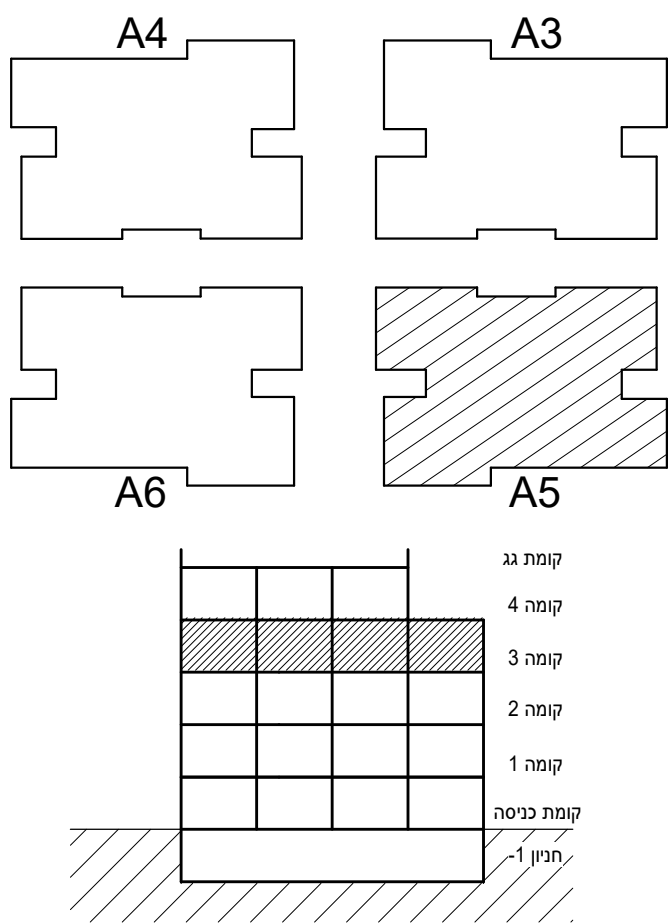 A4
A3
A6
A5
קומת גג
קומה 4
קומה 3
קומה 2
קומה 1
קומת כניסה
חניון 1-